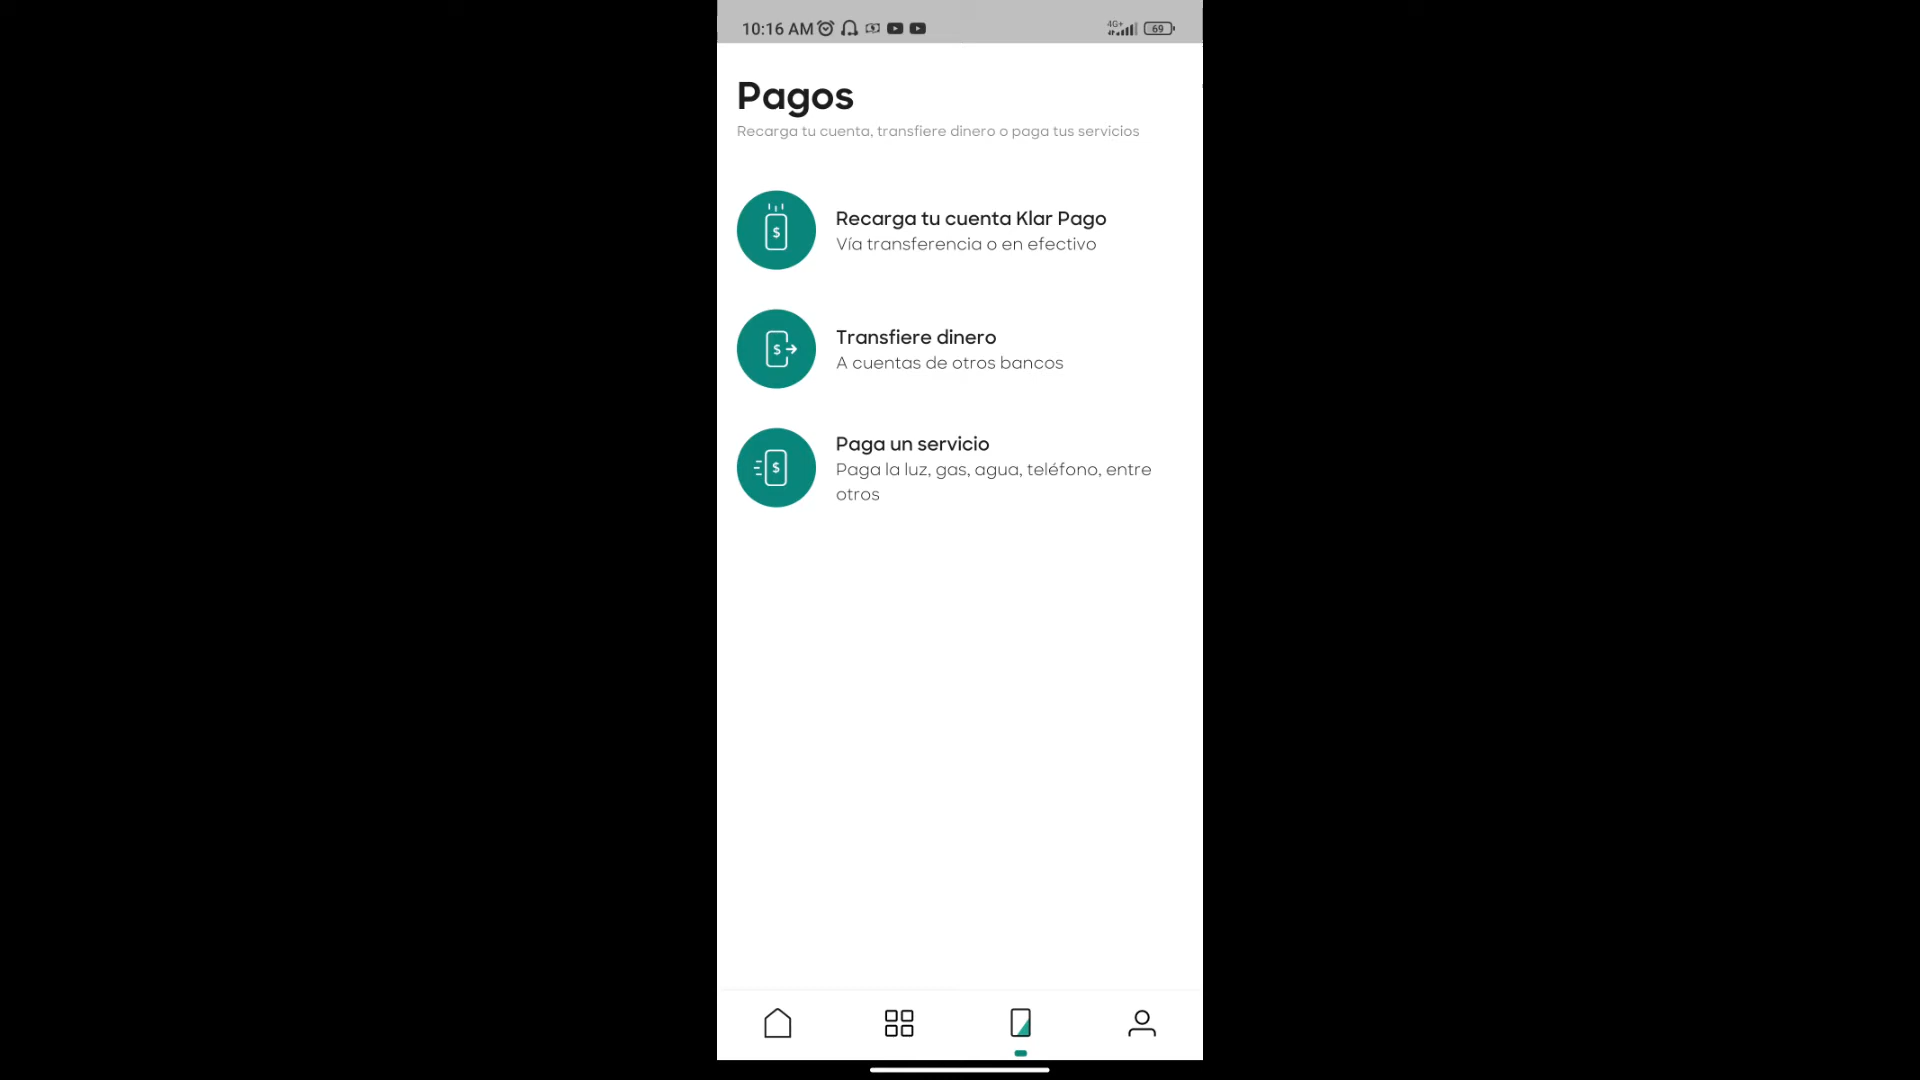 10:16 AM
4G+
69
Pagos
Recarga tu cuenta, transfiere dinero o paga tus servicios
$
Recarga tu cuenta Klar Pago
Vía transferencia o en efectivo
$
Transfiere dinero
A cuentas de otros bancos
$
Paga un servicio
Paga la luz, gas, agua, teléfono, entre
otros